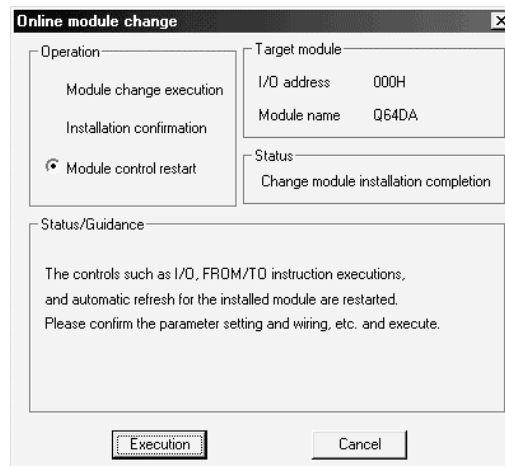 Online module change
Operation
Module change execution
Installation confirmation
Module control restart
Target module
I/O address 000H
Module name Q64DA
Status
Change module installation completion
Status/Guidance
The controls such as I/O, FROM/TO instruction executions,
and automatic refresh for the installed module are restarted.
Please confirm the parameter setting and wiring, etc. and execute.
Execution Cancel